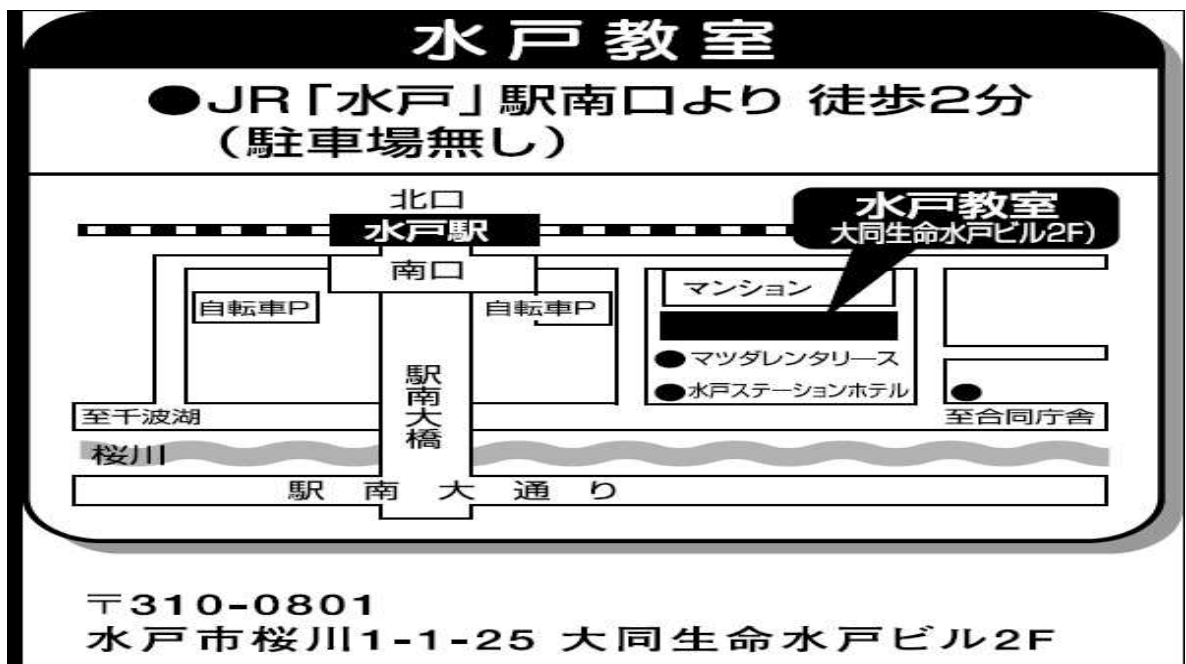 水戸教室
●JR「水戸」駅南口より 徒歩2分
(駐車場無し)
北口
水戸駅
水戸教室
大同生命水戸ビル2F)
南口
マンション
自転車P
自転車P
●マツダレンタリース
駅南大橋
●水戸ステーションホテル
●
至千波湖
至合同庁舎
桜川
駅南大通り
〒310-0801
水戸市桜川1-1-25 大同生命水戸ビル2F